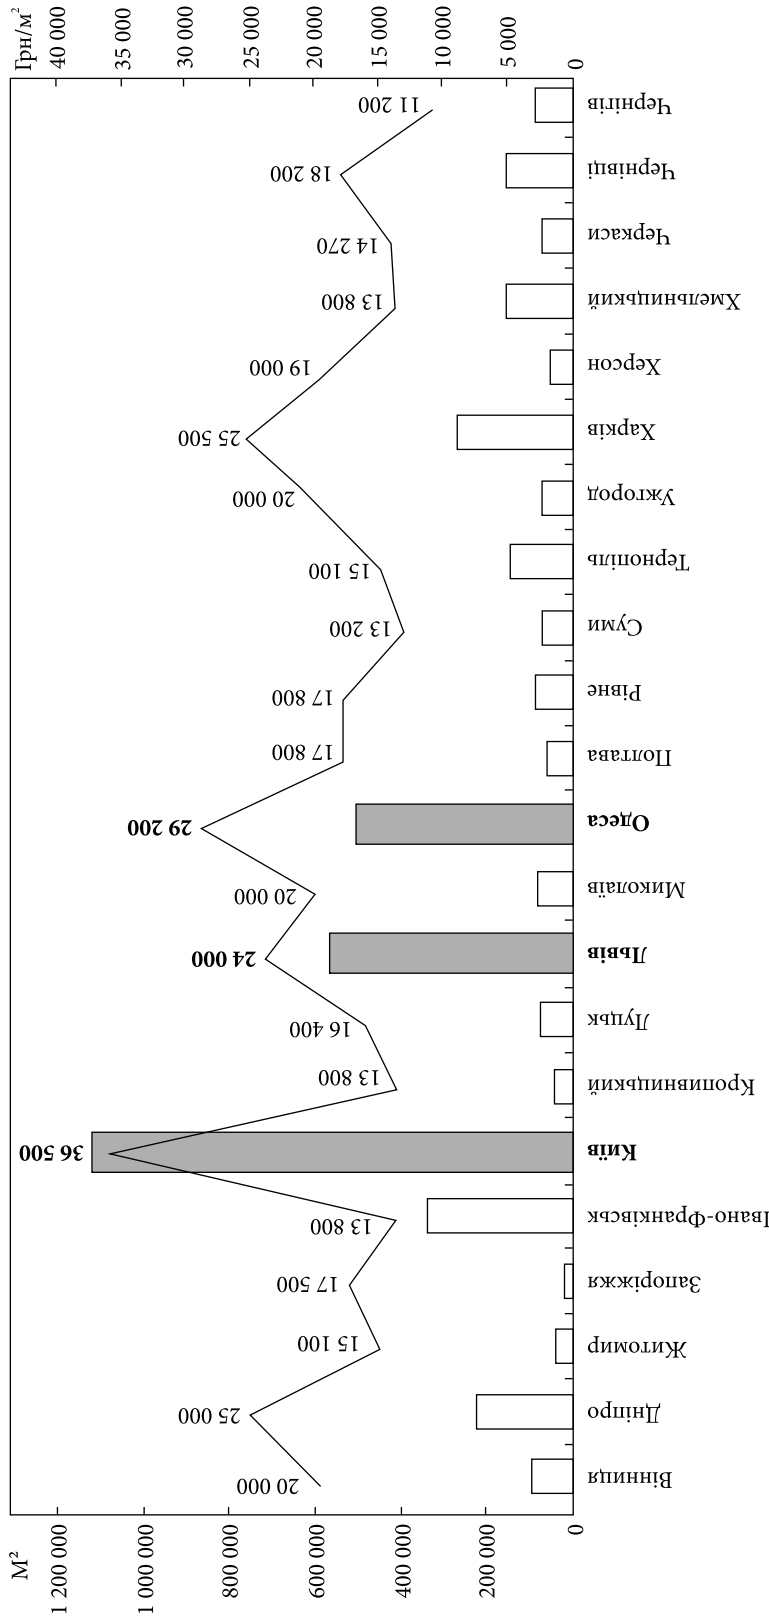 Грн/м²
40 000
35 000
30 000
25 000
20 000
15 000
10 000
5 000
0
11 200
Чернігів
18 200
Чернівці
14 270
Черкаси
13 800
Хмельницький
19 000
Херсон
25 500
Харків
20 000
Ужгород
15 100
Тернопіль
13 200
Суми
17 800
Рівне
17 800
Полтава
29 200
Одеса
20 000
Миколаїв
24 000
Львів
16 400
Луцьк
13 800
Кропивницький
36 500
Київ
13 800
Івано-Франківськ
17 500
Запоріжжя
15 100
Житомир
25 000
Дніпро
20 000
Вінниця
М²
1 200 000
1 000 000
800 000
600 000
400 000
200 000
0